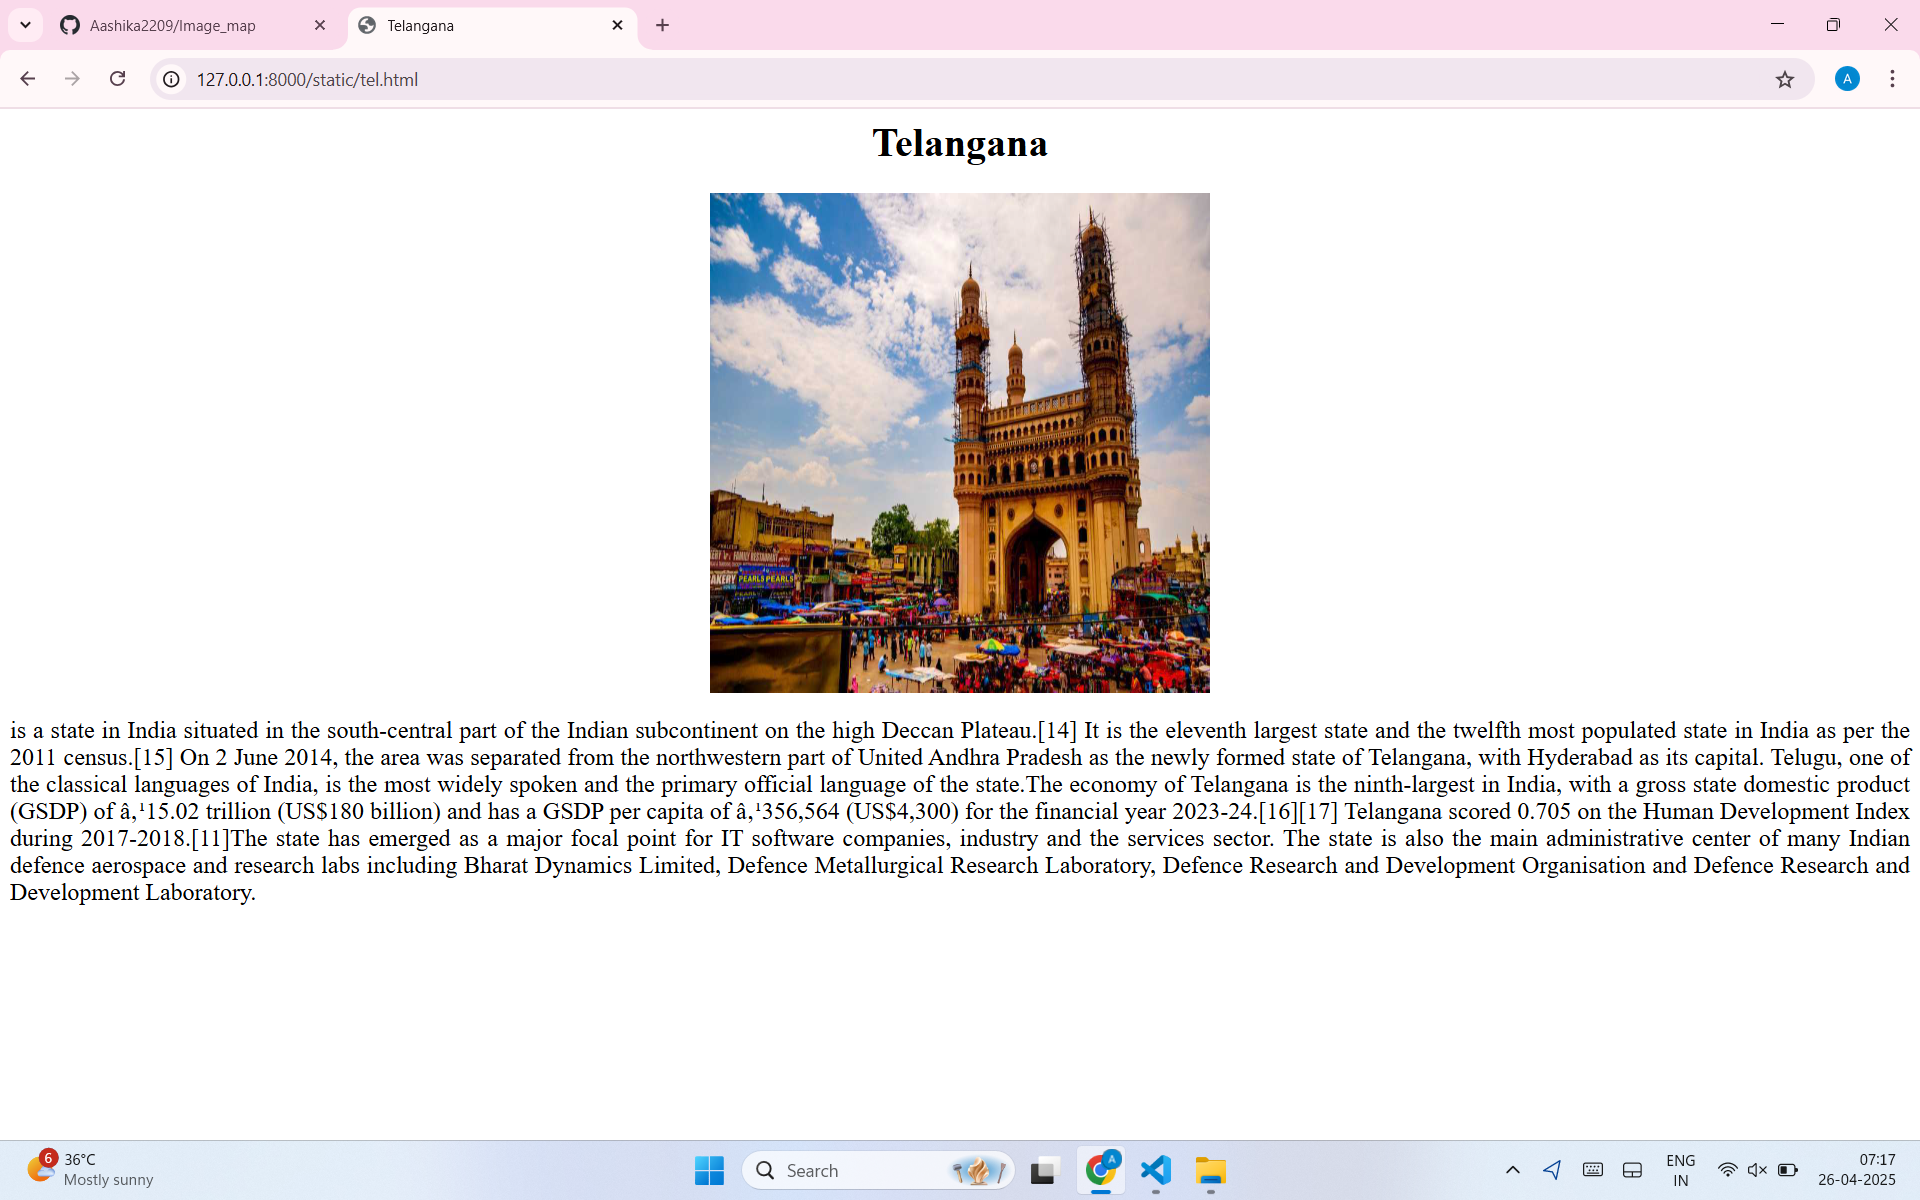 Aashika2209/Image_map
Telangana
127.0.0.1:8000/static/tel.html
A
Telangana
FAMILY RESTAURANT
AKERY PEARLS PEARLS
is a state in India situated in the south-central part of the Indian subcontinent on the high Deccan Plateau.[14] It is the eleventh largest state and the twelfth most populated state in India as per the
2011 census.[15] On 2 June 2014, the area was separated from the northwestern part of United Andhra Pradesh as the newly formed state of Telangana, with Hyderabad as its capital. Telugu, one of
the classical languages of India, is the most widely spoken and the primary official language of the state.The economy of Telangana is the ninth-largest in India, with a gross state domestic product
(GSDP) of â‚¹15.02 trillion (US$180 billion) and has a GSDP per capita of â‚¹356,564 (US$4,300) for the financial year 2023-24.[16][17] Telangana scored 0.705 on the Human Development Index
during 2017-2018.[11]The state has emerged as a major focal point for IT software companies, industry and the services sector. The state is also the main administrative center of many Indian
defence aerospace and research labs including Bharat Dynamics Limited, Defence Metallurgical Research Laboratory, Defence Research and Development Organisation and Defence Research and
Development Laboratory.
6
36°C
Mostly sunny
Search
A
ENG
IN
07:17
26-04-2025